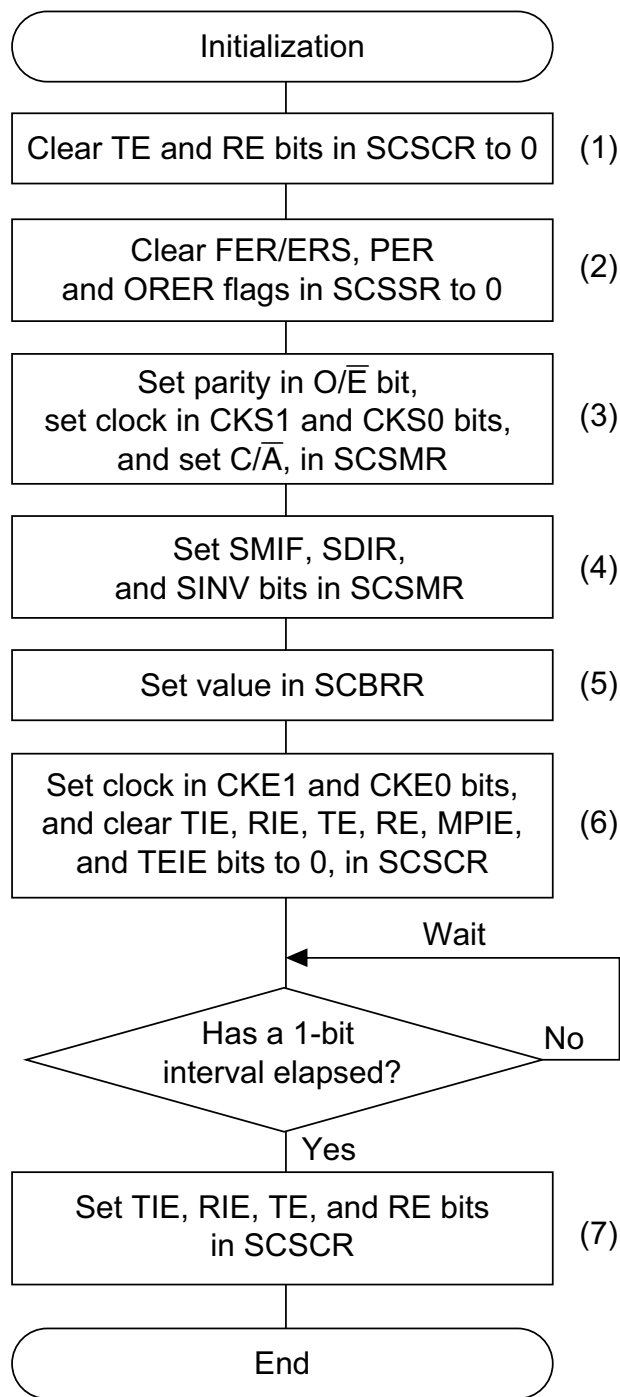 Initialization
Clear TE and RE bits in SCSCR to 0 (1)
Clear FER/ERS, PER
and ORER flags in SCSSR to 0
(2)
Set parity in O/E̅ bit,
set clock in CKS1 and CKS0 bits,
and set C/A̅, in SCSMR
(3)
Set SMIF, SDIR,
and SINV bits in SCSMR
(4)
Set value in SCBRR (5)
Set clock in CKE1 and CKE0 bits,
and clear TIE, RIE, TE, RE, MPIE,
and TEIE bits to 0, in SCSCR
(6)
Wait
Has a 1-bit
interval elapsed?
No
Yes
Set TIE, RIE, TE, and RE bits
in SCSCR
(7)
End